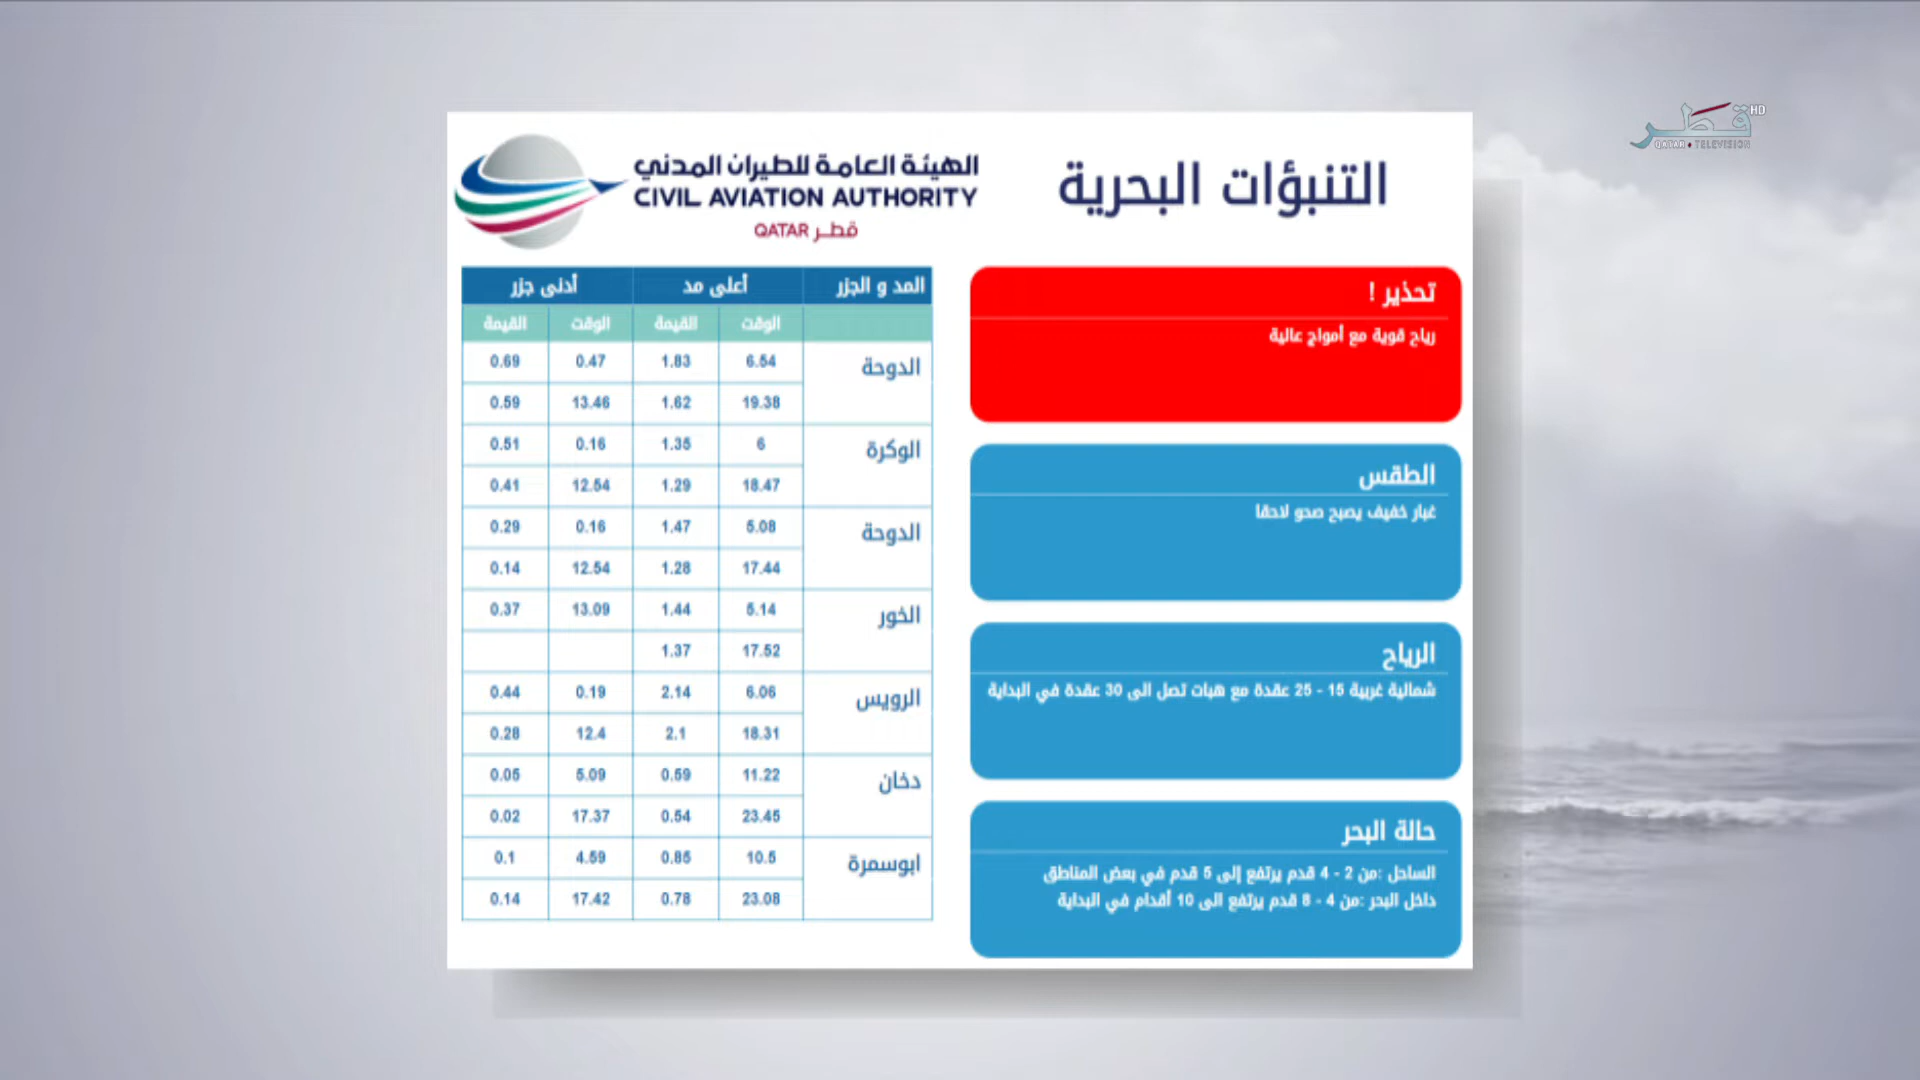 قطر HD
QATAR TELEVISION
الهيئة العامة للطيران المدني
CIVIL AVIATION AUTHORITY
QATAR قطر
التنبؤات البحرية
تحذير !
رياح قوية مع أمواج عالية
الطقس
غبار خفيف يصبح صحو لاحقا
الرياح
شمالية غربية 15 - 25 عقدة مع هبات تصل الى 30 عقدة في البداية
حالة البحر
الساحل :من 2 - 4 قدم يرتفع إلى 5 قدم في بعض المناطق
داخل البحر :من 4 - 8 قدم يرتفع الى 10 أقدام في البداية
المد و الجزر أعلى مد أدنى جزر
الوقت القيمة الوقت القيمة
الدوحة 6.54 1.83 0.47 0.69
19.38 1.62 13.46 0.59
الوكرة 6 1.35 0.16 0.51
18.47 1.29 12.54 0.41
الدوحة 5.08 1.47 0.16 0.29
17.44 1.28 12.54 0.14
الخور 5.14 1.44 13.09 0.37
17.52 1.37
الرويس 6.06 2.14 0.19 0.44
18.31 2.1 12.4 0.28
دخان 11.22 0.59 5.09 0.05
23.45 0.54 17.37 0.02
ابوسمرة 10.5 0.85 4.59 0.1
23.08 0.78 17.42 0.14